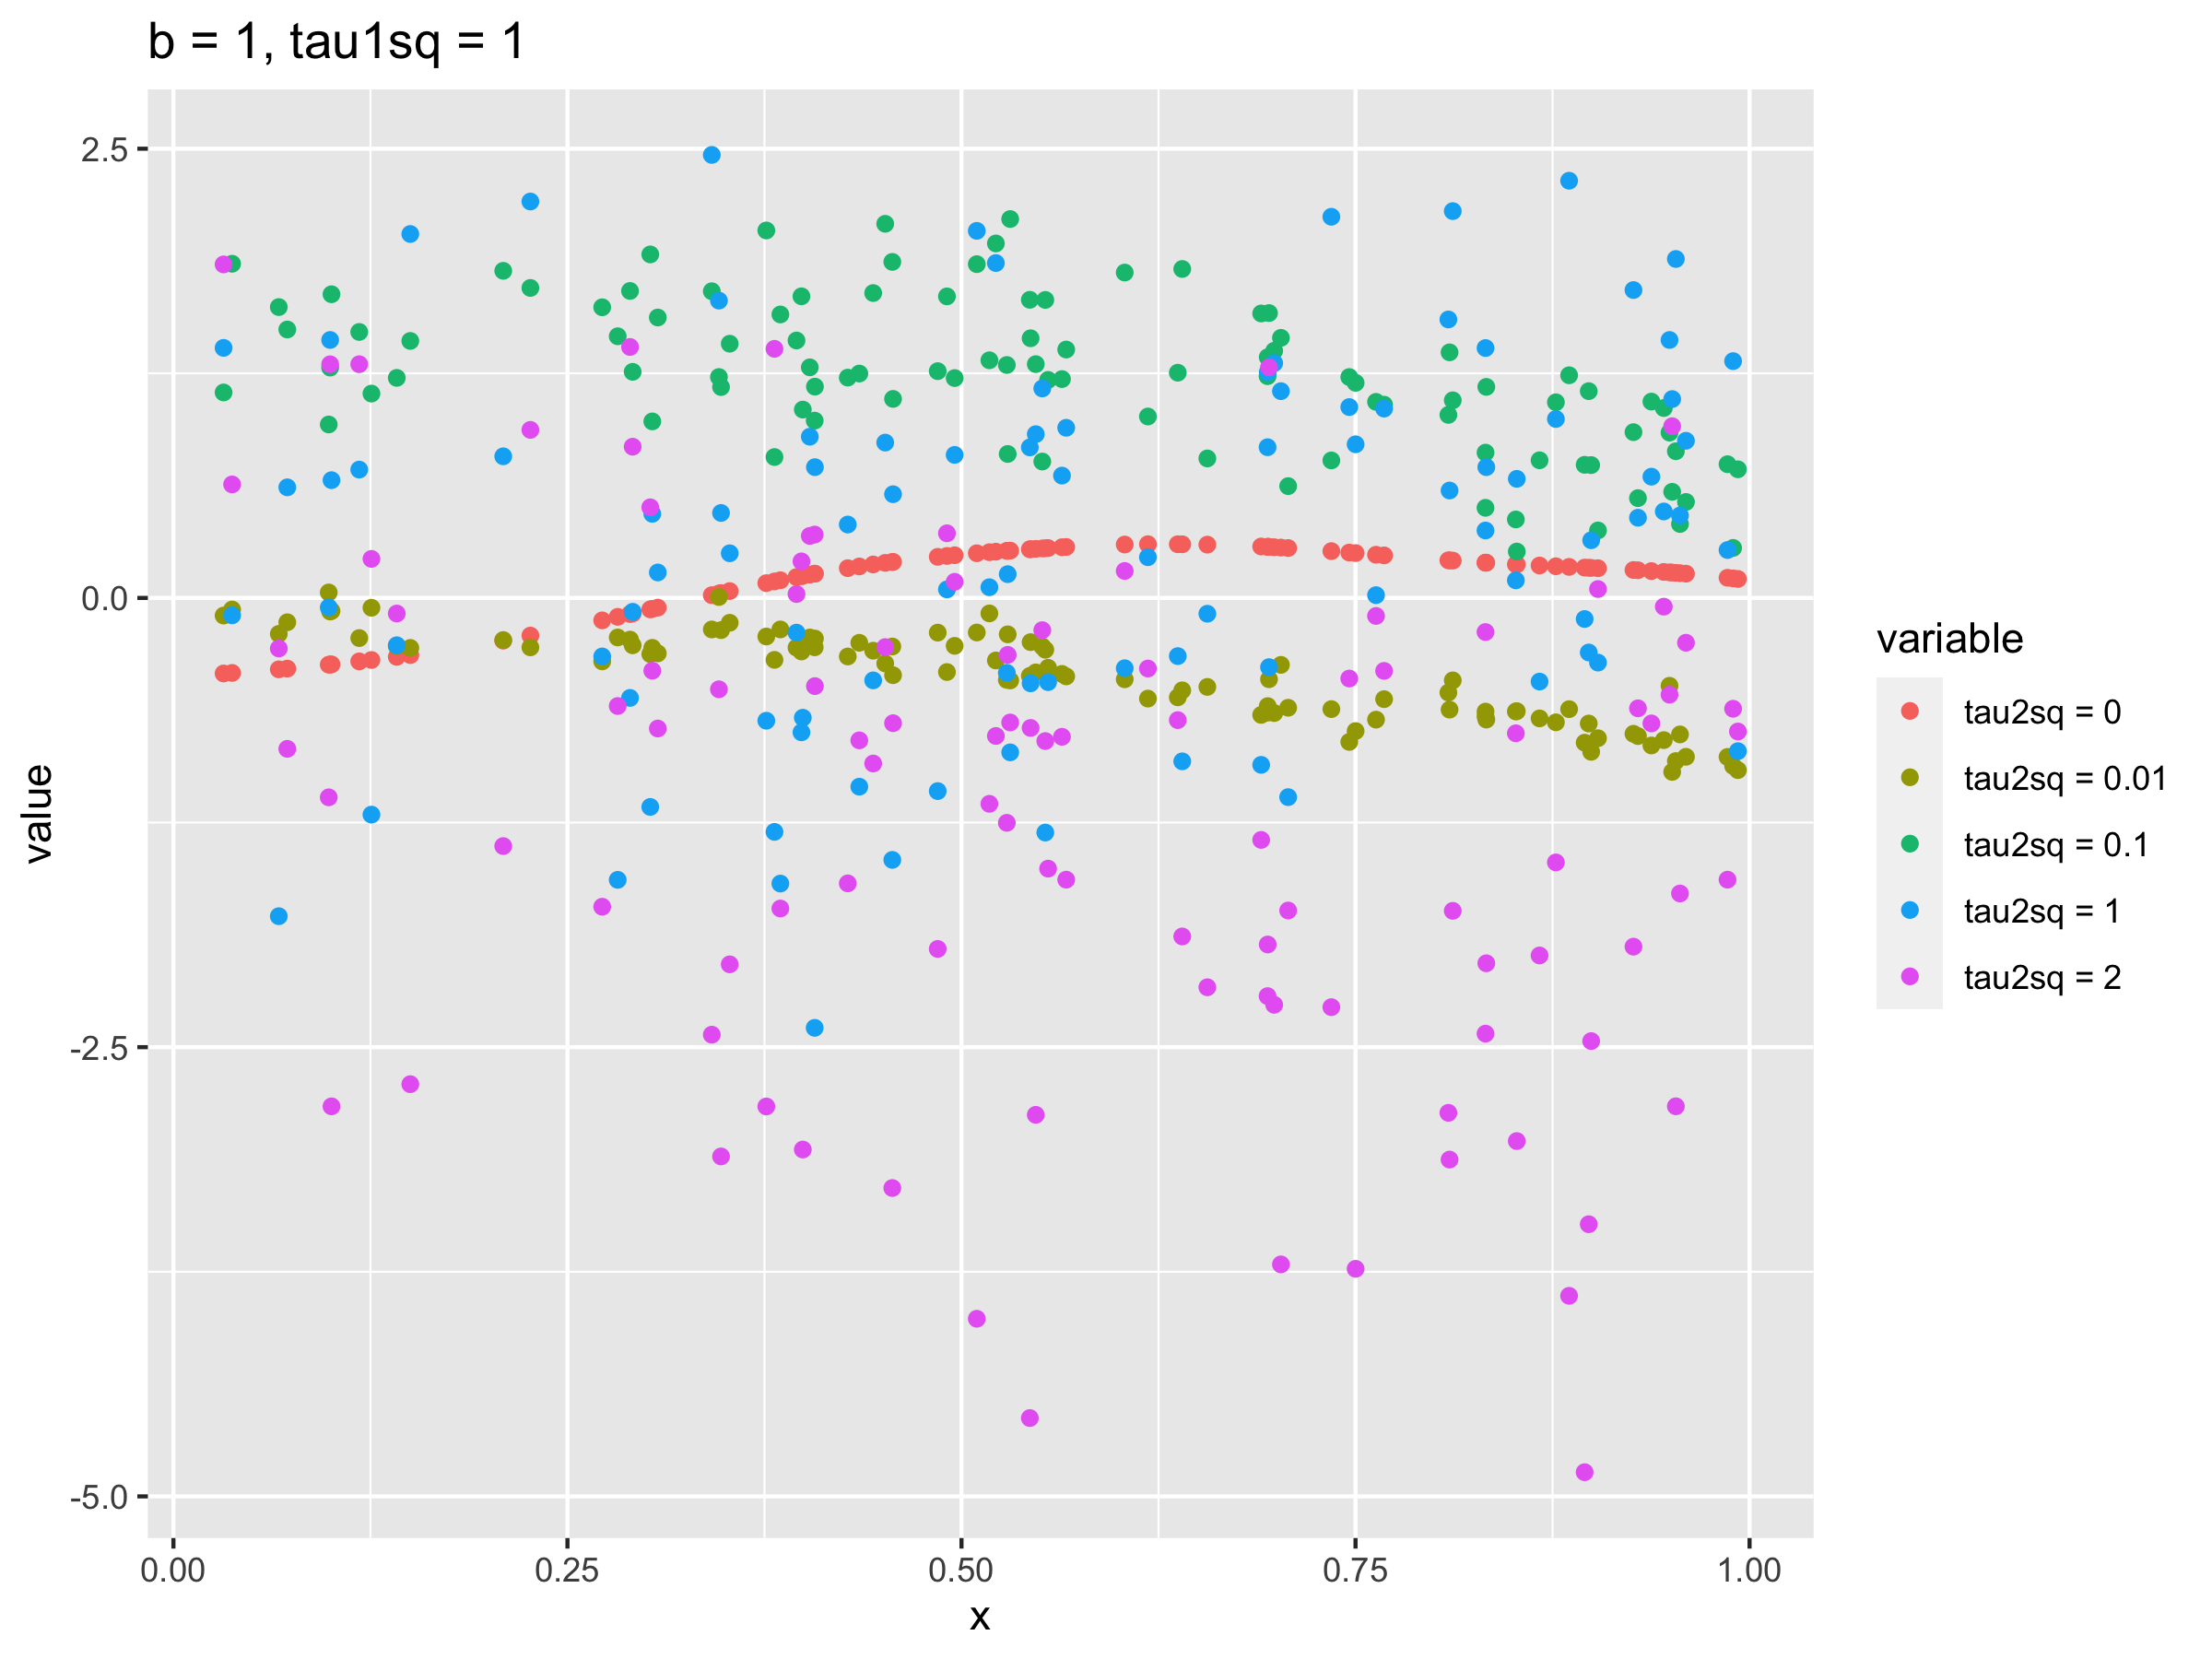 b = 1, tau1sq = 1
2.5
0.0
-2.5
-5.0
value
0.00 0.25 0.50 0.75 1.00
x
variable
tau2sq = 0
tau2sq = 0.01
tau2sq = 0.1
tau2sq = 1
tau2sq = 2